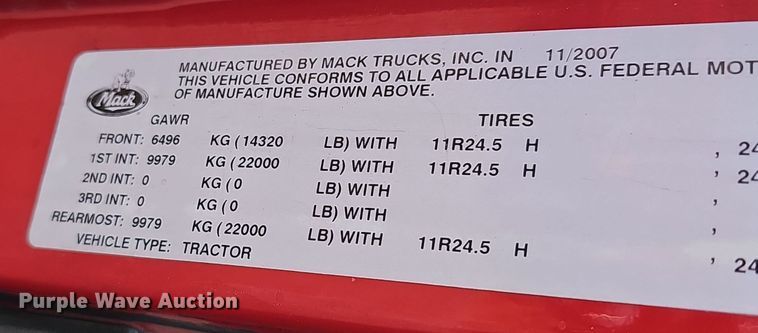 MANUFACTURED BY MACK TRUCKS, INC. IN 11/2007
THIS VEHICLE CONFORMS TO ALL APPLICABLE U.S. FEDERAL MOT
OF MANUFACTURE SHOWN ABOVE.
Mack
GAWR TIRES
FRONT: 6496 KG ( 14320 LB) WITH 11R24.5 H , 24
1ST INT: 9979 KG ( 22000 LB) WITH 11R24.5 H , 24
2ND INT: 0 KG ( 0 LB) WITH ,
3RD INT: 0 KG ( 0 LB) WITH ,
REARMOST: 9979 KG ( 22000 LB) WITH 11R24.5 H , 24
VEHICLE TYPE: TRACTOR
Purple Wave Auction